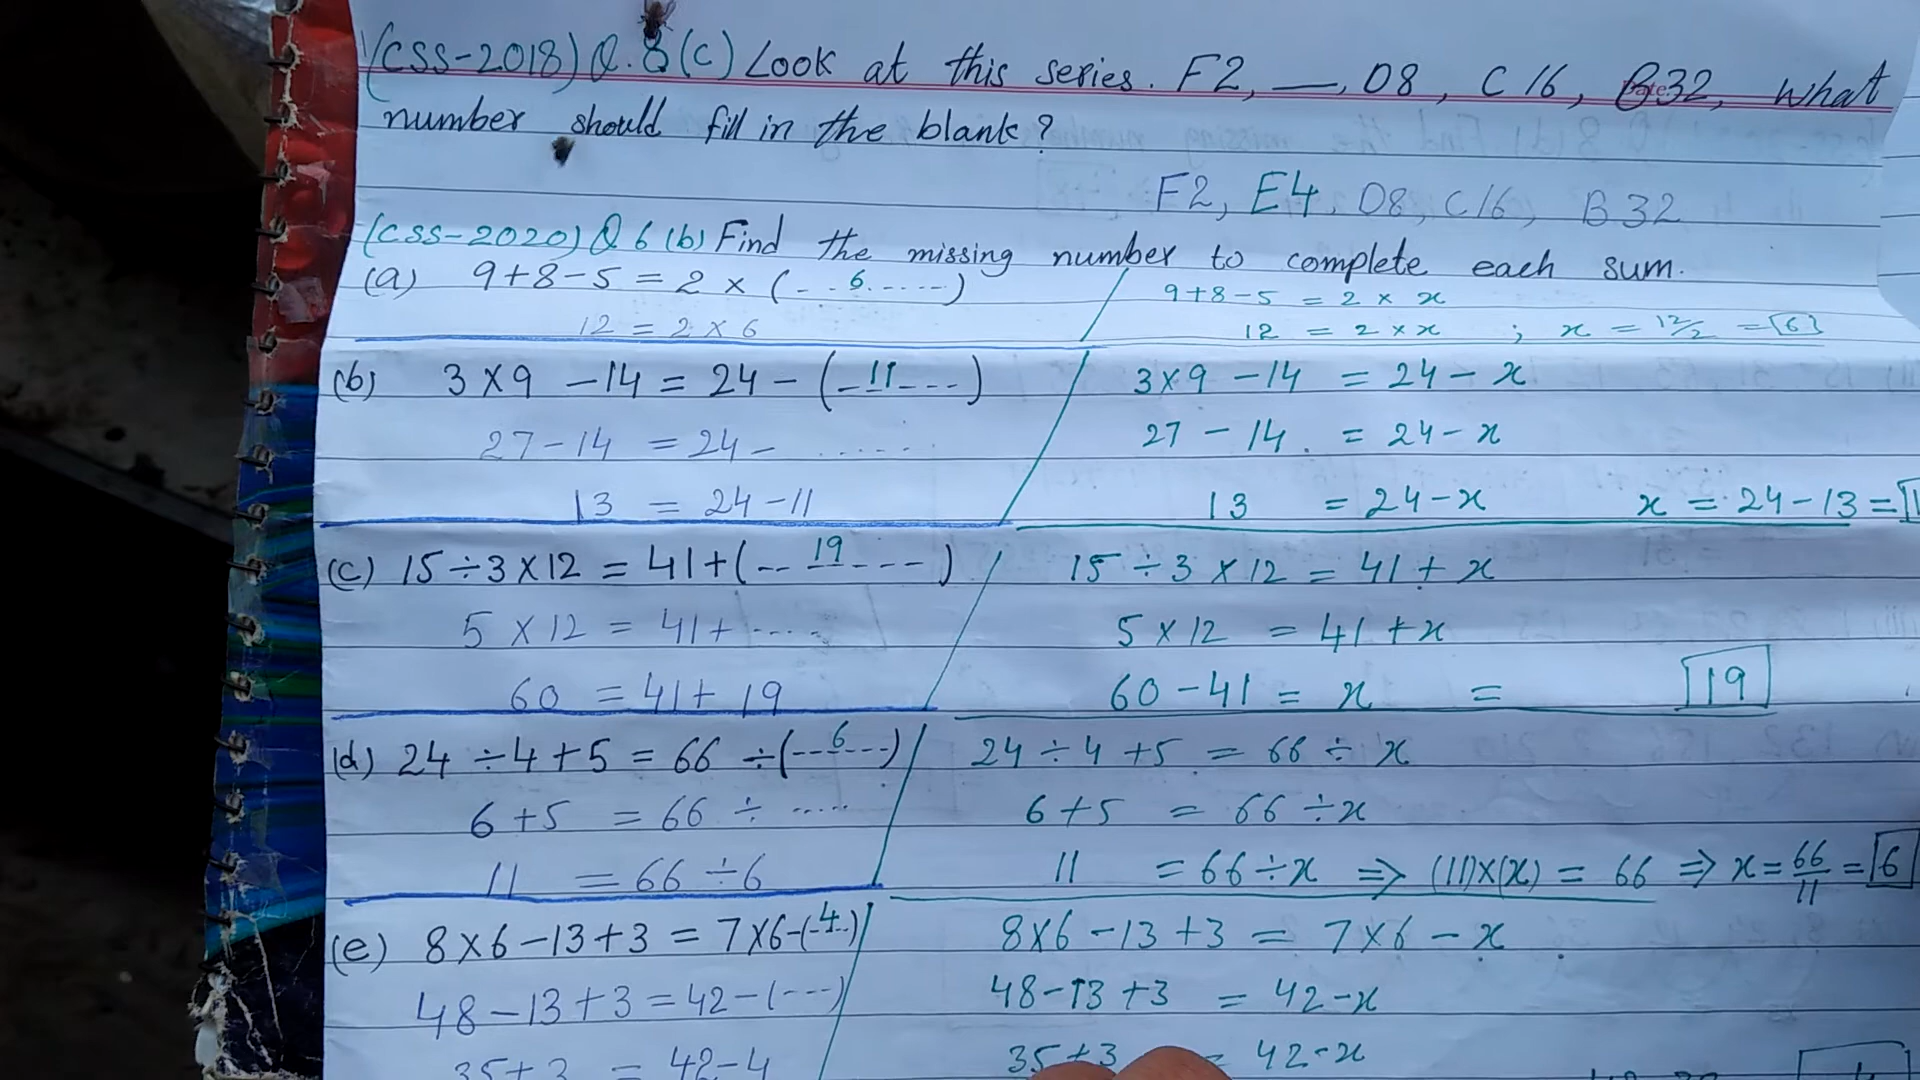 (CSS-2018) Q.8(c) Look at this series. F2, —, D8, C16, B32, what
number should fill in the blank?
F2, E4, D8, C16, B32
(CSS-2020) Q 6 (b) Find the missing number to complete each sum.
(a) 9+8-5 = 2 × (- - 6 - - - - -)
9+8-5 = 2 × x
12 = 2 × 6
12 = 2 × x ; x = 12/2 = 6
(b) 3×9 -14 = 24 - (- 11 - - -)
3×9 -14 = 24 - x
27-14 = 24 - .....
27 - 14 = 24 - x
13 = 24 - 11
13 = 24 - x x = 24 - 13 =
(c) 15÷3×12 = 41+(-- 19 - - -)
15÷3×12 = 41 + x
5 × 12 = 41 + ....
5 × 12 = 41 + x
60 = 41 + 19
60 - 41 = x = 19
(d) 24 ÷4+5 = 66 ÷(--6---)
24 ÷ 4 +5 = 66 ÷ x
6+5 = 66 ÷ .....
6+5 = 66 ÷ x
11 = 66 ÷6
11 = 66÷x ⇒ (11)×(x) = 66 ⇒ x = 66/11 = 6
(e) 8×6-13+3 = 7×6-(-4..)
8×6 -13 +3 = 7×6 - x
48-13+3 = 42-(---)
48-13+3 = 42-x
35+3 = 42-4
35+3 = 42-x